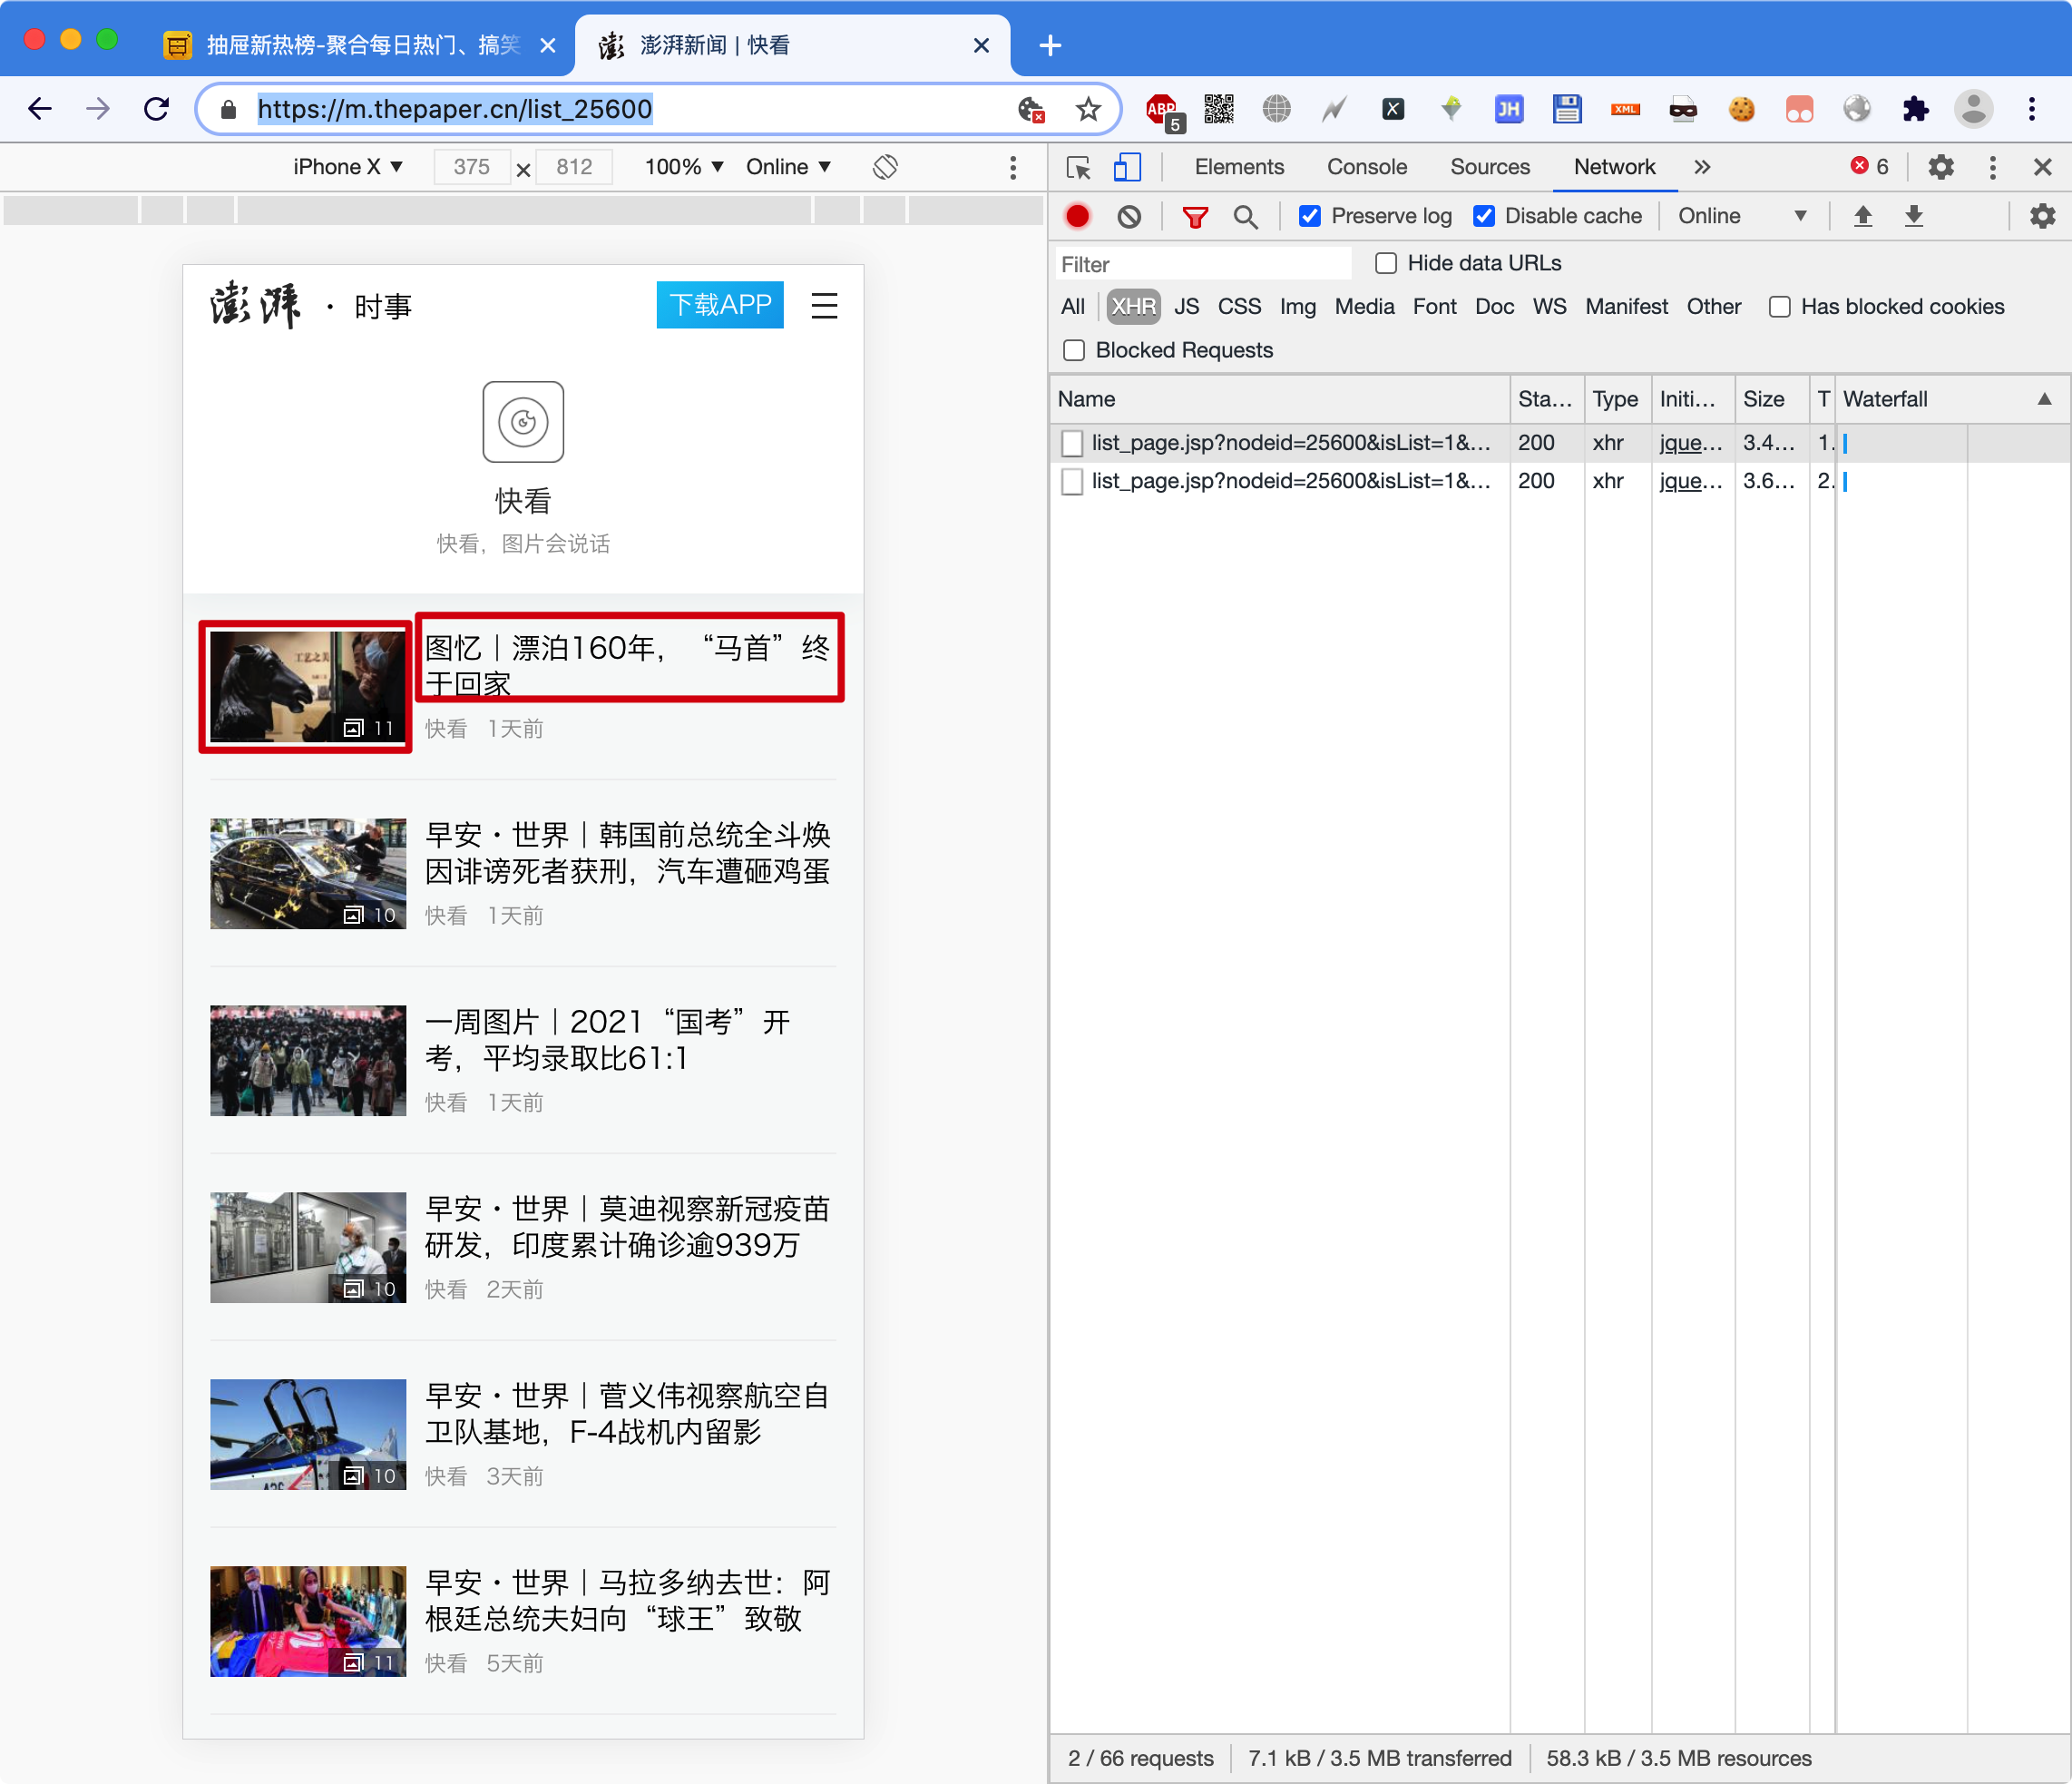 抽屉新热榜-聚合每日热门、搞笑
澎湃新闻 | 快看
https://m.thepaper.cn/list_25600
ABP
5
X
JH
XML
iPhone X ▼
375 × 812
100% ▼
Online ▼
Elements
Console
Sources
Network
6
Preserve log
Disable cache
Online
Filter
Hide data URLs
All
XHR
JS
CSS
Img
Media
Font
Doc
WS
Manifest
Other
Has blocked cookies
Blocked Requests
Name
Sta...
Type
Initi...
Size
T
Waterfall
list_page.jsp?nodeid=25600&isList=1&... 200 xhr jque... 3.4... 1.
list_page.jsp?nodeid=25600&isList=1&... 200 xhr jque... 3.6... 2.
2 / 66 requests
7.1 kB / 3.5 MB transferred
58.3 kB / 3.5 MB resources
澎湃 · 时事
下载APP
快看
快看，图片会说话
工艺之美
11
图忆｜漂泊160年，“马首”终
于回家
快看 1天前
10
早安·世界｜韩国前总统全斗焕
因诽谤死者获刑，汽车遭砸鸡蛋
快看 1天前
一周图片｜2021“国考”开
考，平均录取比61:1
快看 1天前
10
早安·世界｜莫迪视察新冠疫苗
研发，印度累计确诊逾939万
快看 2天前
10
早安·世界｜菅义伟视察航空自
卫队基地，F-4战机内留影
快看 3天前
11
早安·世界｜马拉多纳去世：阿
根廷总统夫妇向“球王”致敬
快看 5天前